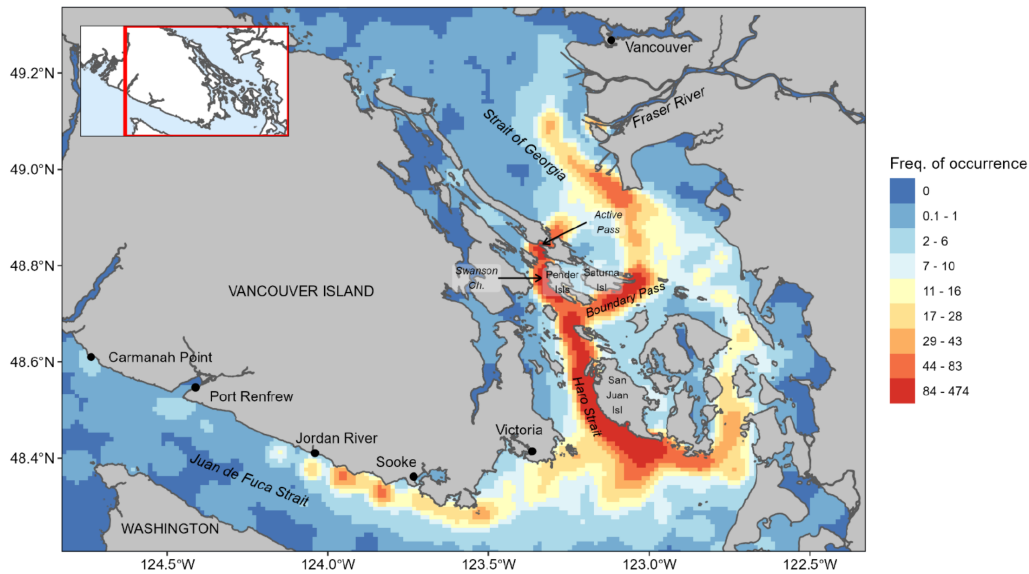 49.2°N
49.0°N
48.8°N
48.6°N
48.4°N
124.5°W
124.0°W
123.5°W
123.0°W
122.5°W
Vancouver
Fraser River
Strait of Georgia
Active
Pass
Swanson
Ch.
Pender
Isls
Saturna
Isl
Boundary Pass
VANCOUVER ISLAND
Carmanah Point
Port Renfrew
Haro Strait
San
Juan
Isl
Jordan River
Victoria
Sooke
Juan de Fuca Strait
WASHINGTON
Freq. of occurrence
0
0.1 - 1
2 - 6
7 - 10
11 - 16
17 - 28
29 - 43
44 - 83
84 - 474